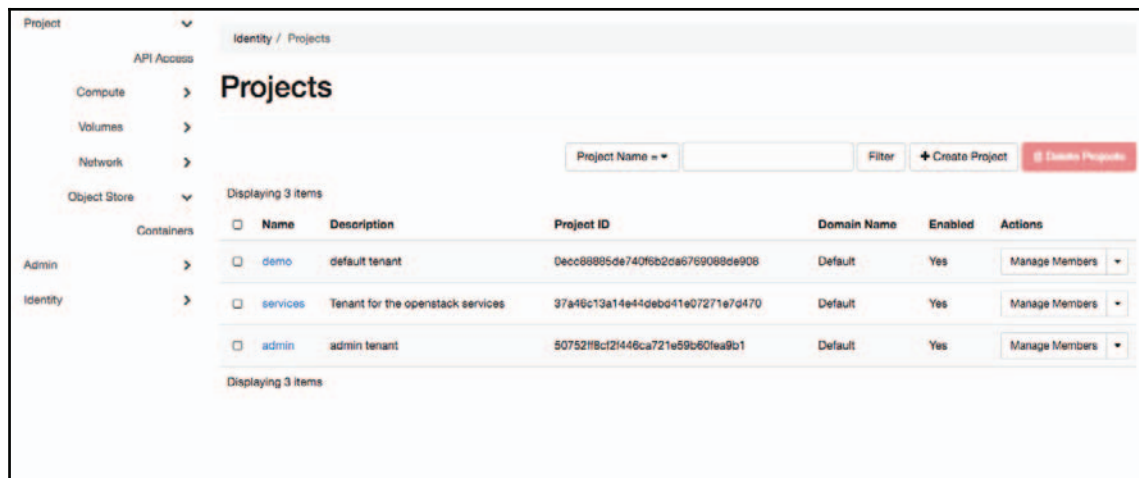 Project
API Access
Compute
Volumes
Network
Object Store
Containers
Admin
Identity
Identity / Projects
Projects
Project Name = Filter + Create Project Delete Projects
Displaying 3 items
Name Description Project ID Domain Name Enabled Actions
demo default tenant 0ecc88885de740f6b2da6769088de908 Default Yes Manage Members
services Tenant for the openstack services 37a46c13a14e44debd41e07271e7d470 Default Yes Manage Members
admin admin tenant 50752ff8cf2f446ca721e59b60fea9b1 Default Yes Manage Members
Displaying 3 items